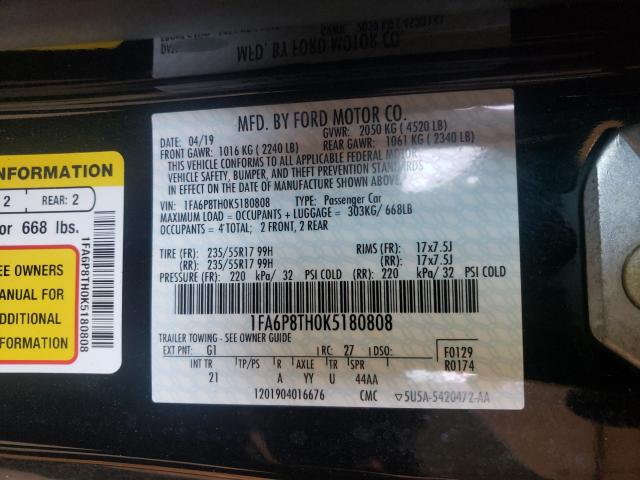 MFD. BY FORD MOTOR CO.
INFORMATION
2 REAR: 2
or 668 lbs.
EE OWNERS
ANUAL FOR
DDITIONAL
FORMATION
1FA6P8TH0K5180808
MFD. BY FORD MOTOR CO.
DATE: 04/19 GVWR: 2050 KG ( 4520 LB)
FRONT GAWR: 1016 KG ( 2240 LB) REAR GAWR: 1061 KG ( 2340 LB)
THIS VEHICLE CONFORMS TO ALL APPLICABLE FEDERAL MOTOR
VEHICLE SAFETY, BUMPER, AND THEFT PREVENTION STANDARDS
IN EFFECT ON THE DATE OF MANUFACTURE SHOWN ABOVE.
VIN: 1FA6P8TH0K5180808 TYPE: Passenger Car
MAXIMUM LOAD = OCCUPANTS + LUGGAGE = 303KG/ 668LB
OCCUPANTS = 4 TOTAL: 2 FRONT, 2 REAR
TIRE (FR): 235/55R17 99H RIMS (FR): 17x7.5J
(RR): 235/55R17 99H (RR): 17x7.5J
PRESSURE (FR): 220 kPa/ 32 PSI COLD (RR): 220 kPa/ 32 PSI COLD
1FA6P8TH0K5180808
TRAILER TOWING - SEE OWNER GUIDE
EXT PNT: G1 RC: 27 DSO: F0129
R0174
INT TR TP/PS R AXLE TR SPR
21 A YY U 44AA
1201904016676 CMC ▽5U5A-5420472-AA